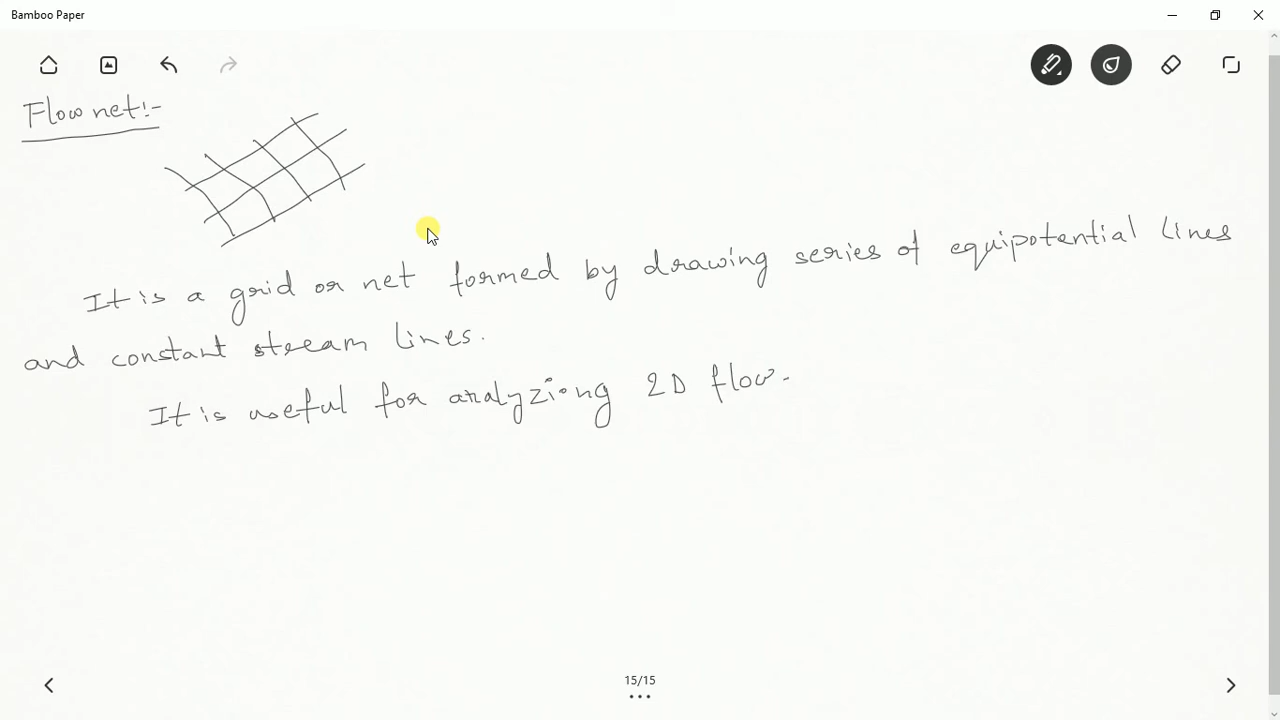 Bamboo Paper
Flow net:-
It is a grid or net formed by drawing series of equipotential lines
and constant stream lines.
It is useful for analyziong 2D flow.
15/15